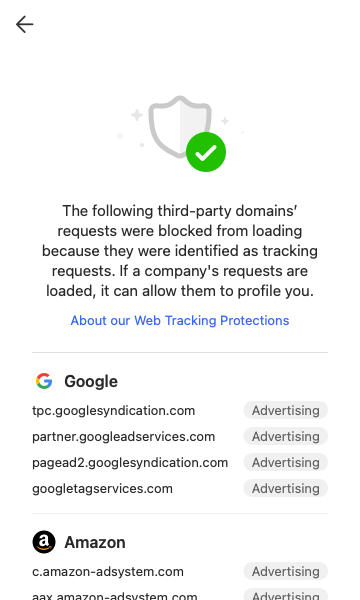 The following third-party domains’
requests were blocked from loading
because they were identified as tracking
requests. If a company's requests are
loaded, it can allow them to profile you.
About our Web Tracking Protections
Google
tpc.googlesyndication.com Advertising
partner.googleadservices.com Advertising
pagead2.googlesyndication.com Advertising
googletagservices.com Advertising
Amazon
c.amazon-adsystem.com Advertising
aax.amazon-adsystem.com Advertising